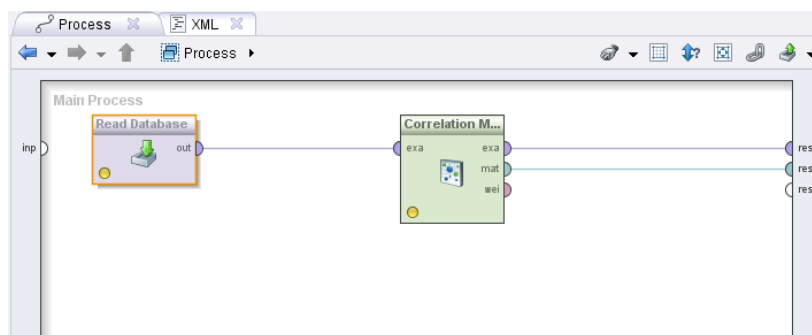 Process XML
Process
Main Process
Read Database Correlation M...
inp out exa exa res
mat res
wei res